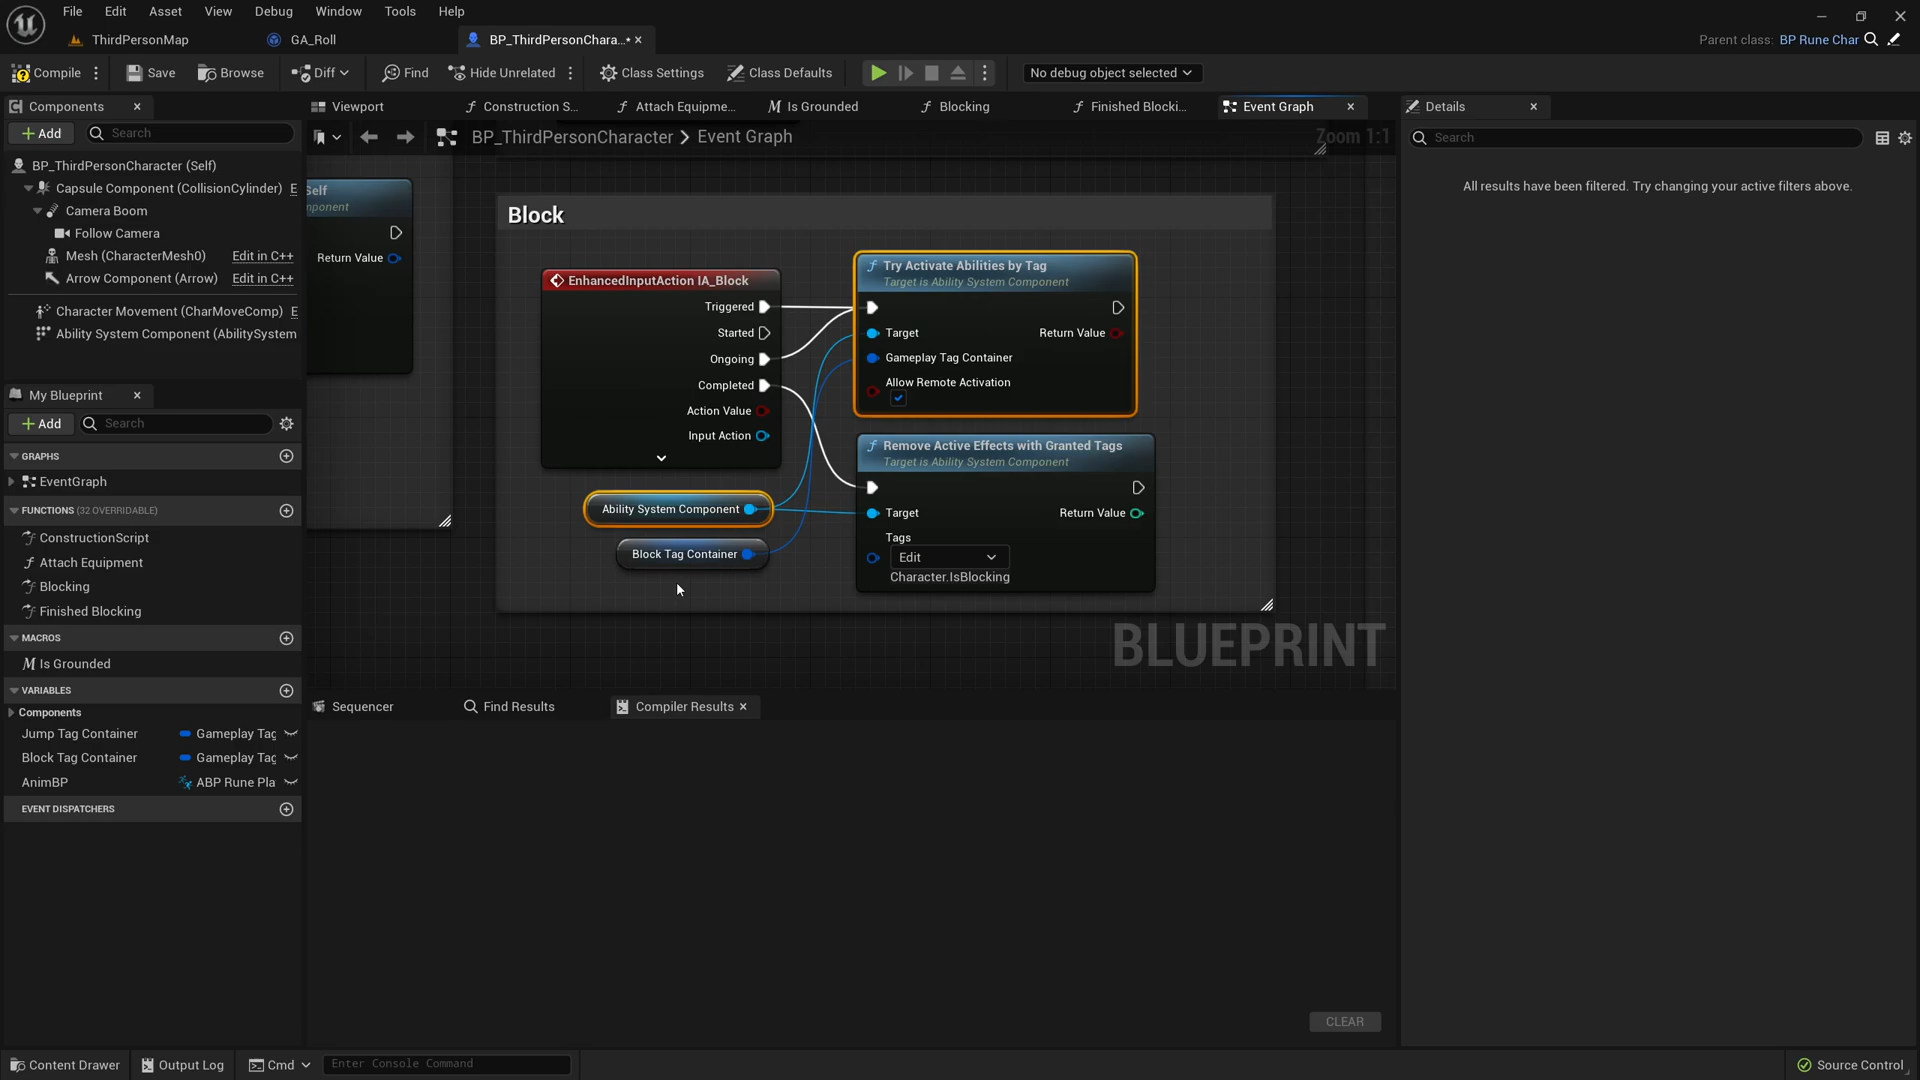 File Edit Asset View Debug Window Tools Help
ThirdPersonMap GA_Roll BP_ThirdPersonChara...• Parent class: BP Rune Char
Compile Save Browse Diff Find Hide Unrelated Class Settings Class Defaults No debug object selected
Components Viewport Construction S... Attach Equipme... Is Grounded Blocking Finished Blocki... Event Graph Details
+ Add Search BP_ThirdPersonCharacter > Event Graph Zoom 1:1 Search
BP_ThirdPersonCharacter (Self)
Capsule Component (CollisionCylinder) E
Camera Boom
Follow Camera
Mesh (CharacterMesh0) Edit in C++
Arrow Component (Arrow) Edit in C++
Character Movement (CharMoveComp) E
Ability System Component (AbilitySystem
All results have been filtered. Try changing your active filters above.
Self
mponent
Return Value
Block
EnhancedInputAction IA_Block
Triggered
Started
Ongoing
Completed
Action Value
Input Action
Try Activate Abilities by Tag
Target is Ability System Component
Target Return Value
Gameplay Tag Container
Allow Remote Activation
Remove Active Effects with Granted Tags
Target is Ability System Component
Target Return Value
Tags
Edit
Character.IsBlocking
Ability System Component
Block Tag Container
BLUEPRINT
My Blueprint
+ Add Search
GRAPHS
EventGraph
FUNCTIONS (32 OVERRIDABLE)
ConstructionScript
Attach Equipment
Blocking
Finished Blocking
MACROS
Is Grounded
VARIABLES
Components
Jump Tag Container Gameplay Tag
Block Tag Container Gameplay Tag
AnimBP ABP Rune Pla
EVENT DISPATCHERS
Sequencer Find Results Compiler Results
CLEAR
Content Drawer Output Log Cmd Enter Console Command Source Control